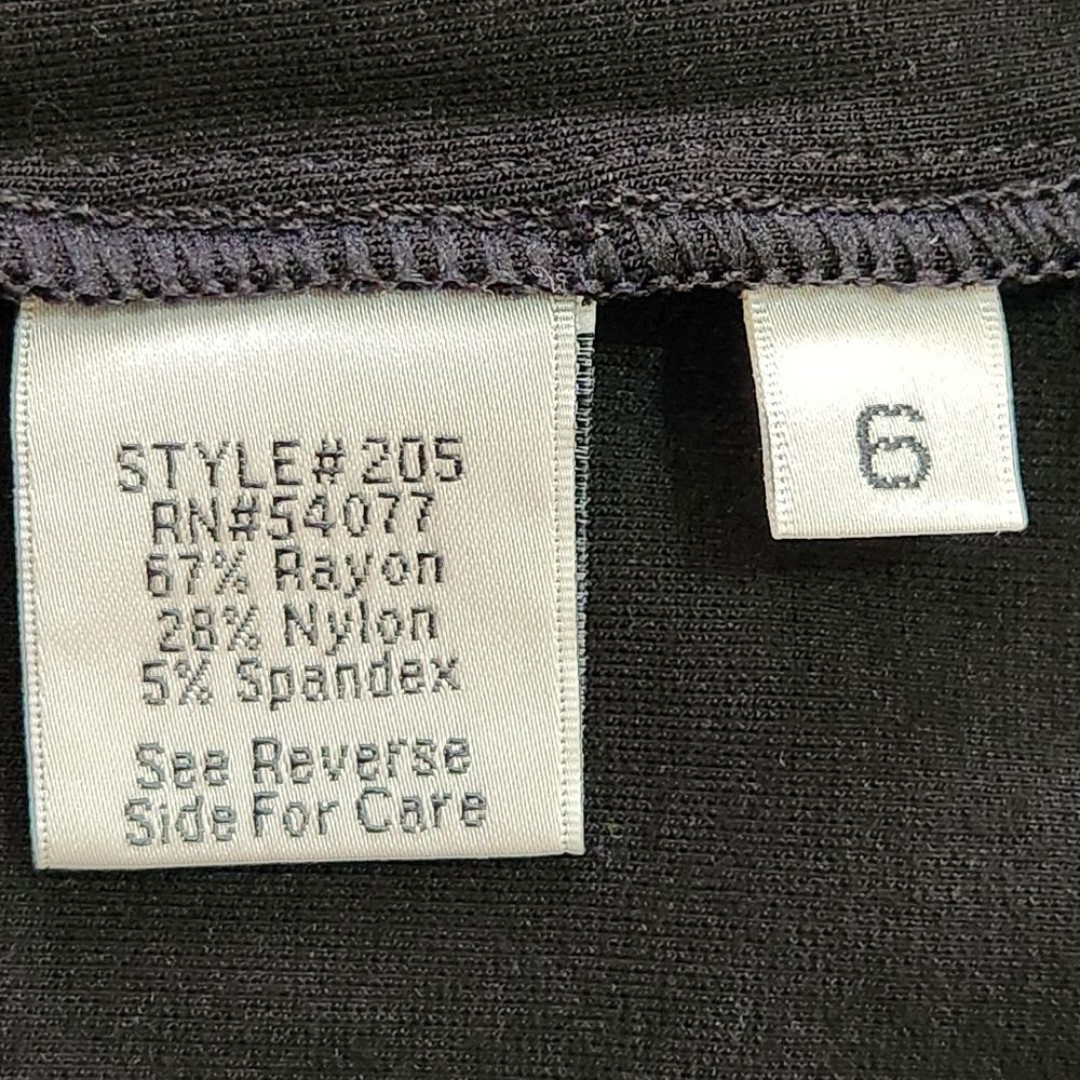 STYLE# 205
RN#54077
67% Rayon
28% Nylon
5% Spandex
See Reverse
Side For Care
6